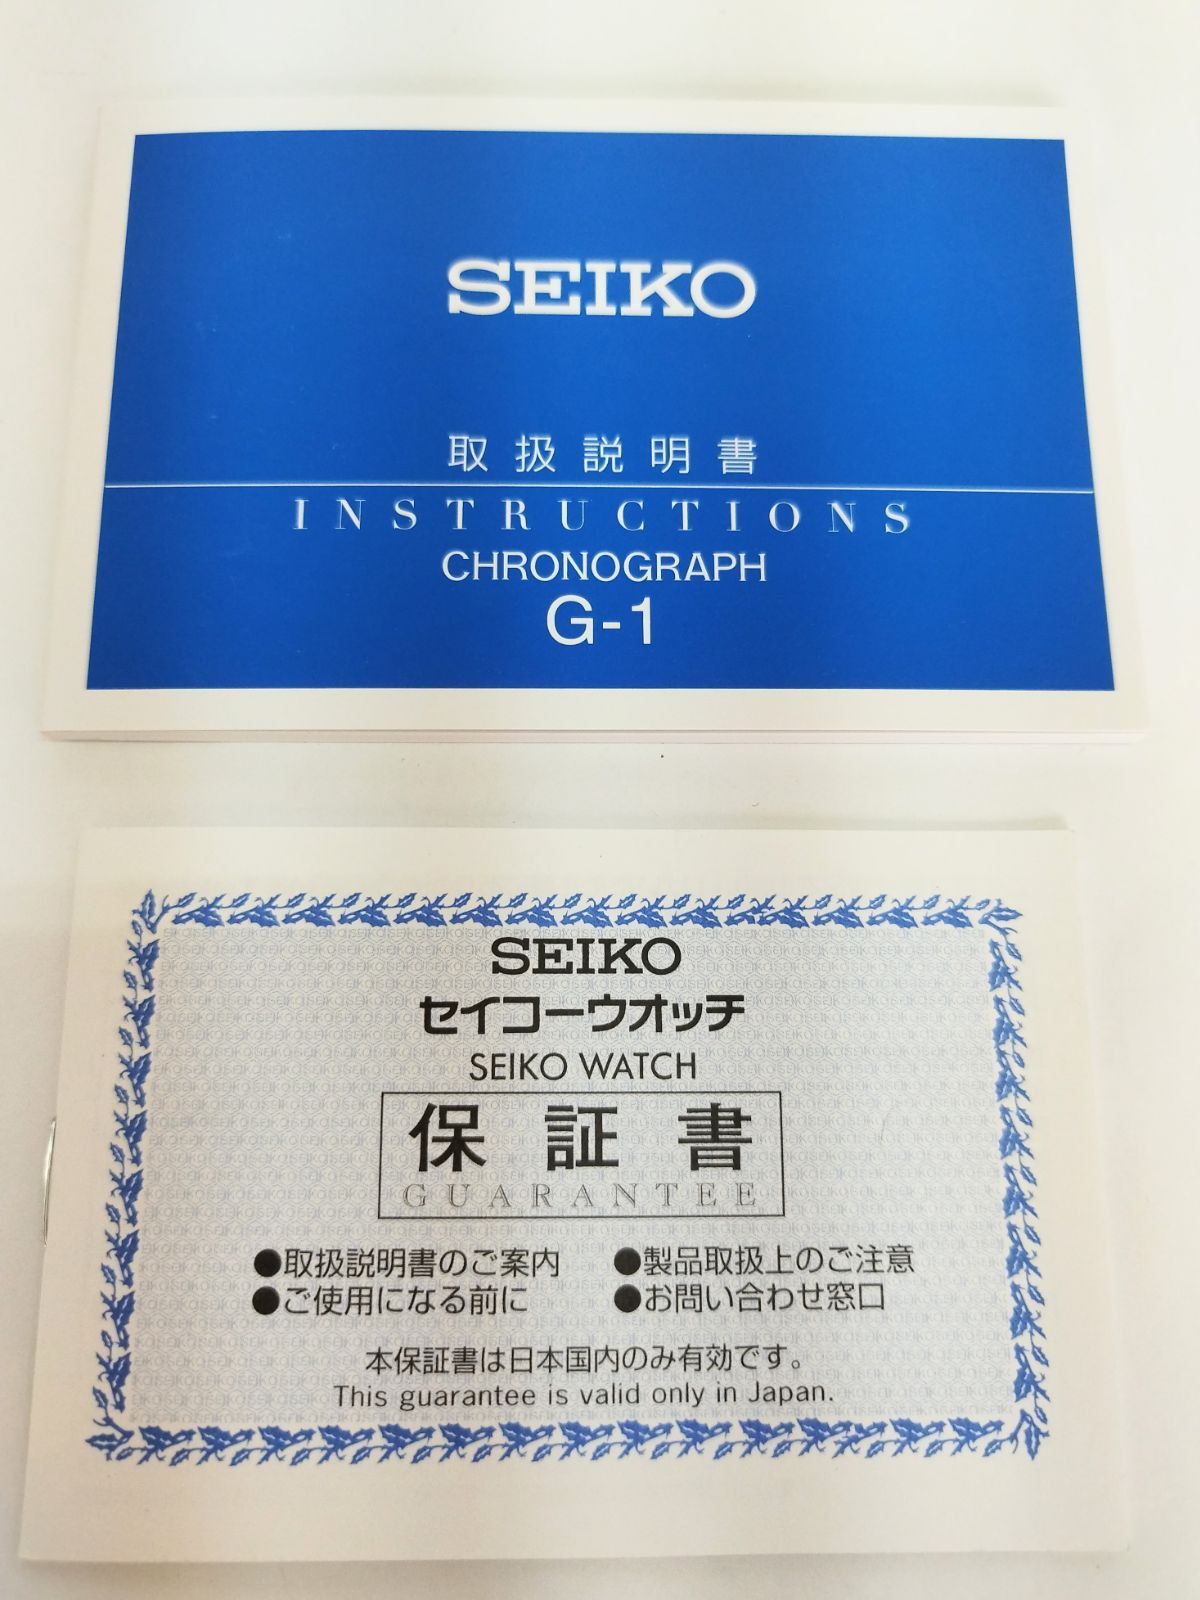 SEIKO
取扱説明書
INSTRUCTIONS
CHRONOGRAPH
G-1
SEIKO
セイコーウオッチ
SEIKO WATCH
保証書
GUARANTEE
●取扱説明書のご案内 ●製品取扱上のご注意
●ご使用になる前に ●お問い合わせ窓口
本保証書は日本国内のみ有効です。
This guarantee is valid only in Japan.